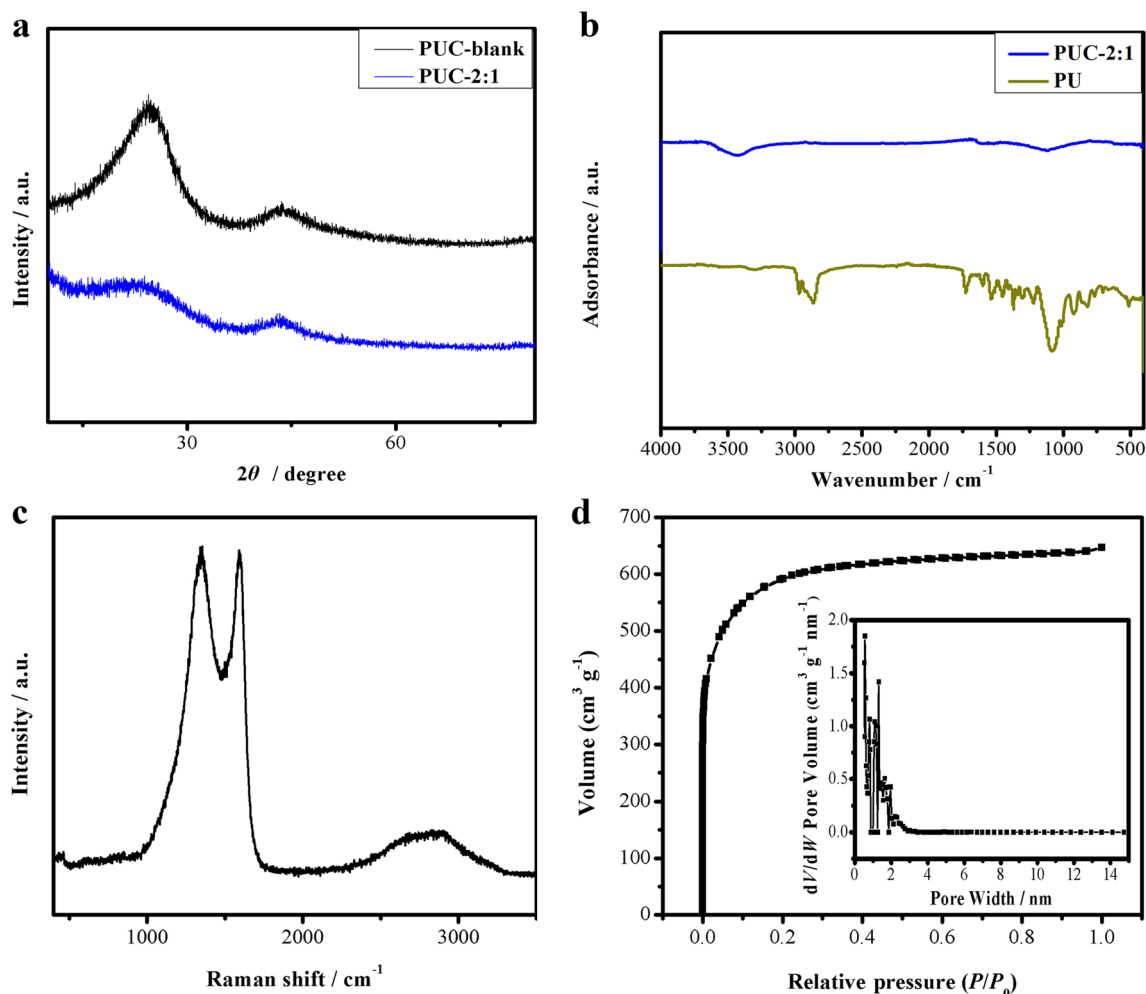 a
PUC-blank
PUC-2:1
Intensity / a.u.
30
60
2θ / degree
b
PUC-2:1
PU
Adsorbance / a.u.
4000
3500
3000
2500
2000
1500
1000
500
Wavenumber / cm⁻¹
c
Intensity / a.u.
1000
2000
3000
Raman shift / cm⁻¹
d
700
600
500
400
300
200
100
0
Volume (cm³ g⁻¹)
0.0
0.2
0.4
0.6
0.8
1.0
Relative pressure (P/P₀)
2.0
1.5
1.0
0.5
0.0
dV/dW Pore Volume (cm³ g⁻¹ nm⁻¹)
0
2
4
6
8
10
12
14
Pore Width / nm